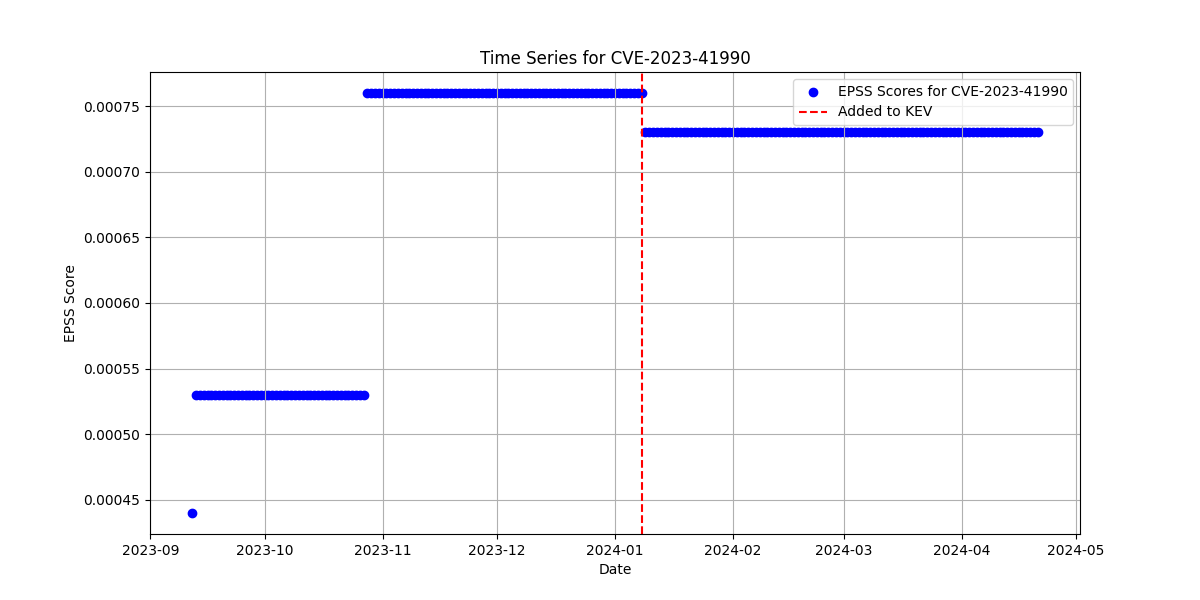 Time Series for CVE-2023-41990
EPSS Scores for CVE-2023-41990
Added to KEV
EPSS Score
0.00075
0.00070
0.00065
0.00060
0.00055
0.00050
0.00045
2023-09 2023-10 2023-11 2023-12 2024-01 2024-02 2024-03 2024-04 2024-05
Date